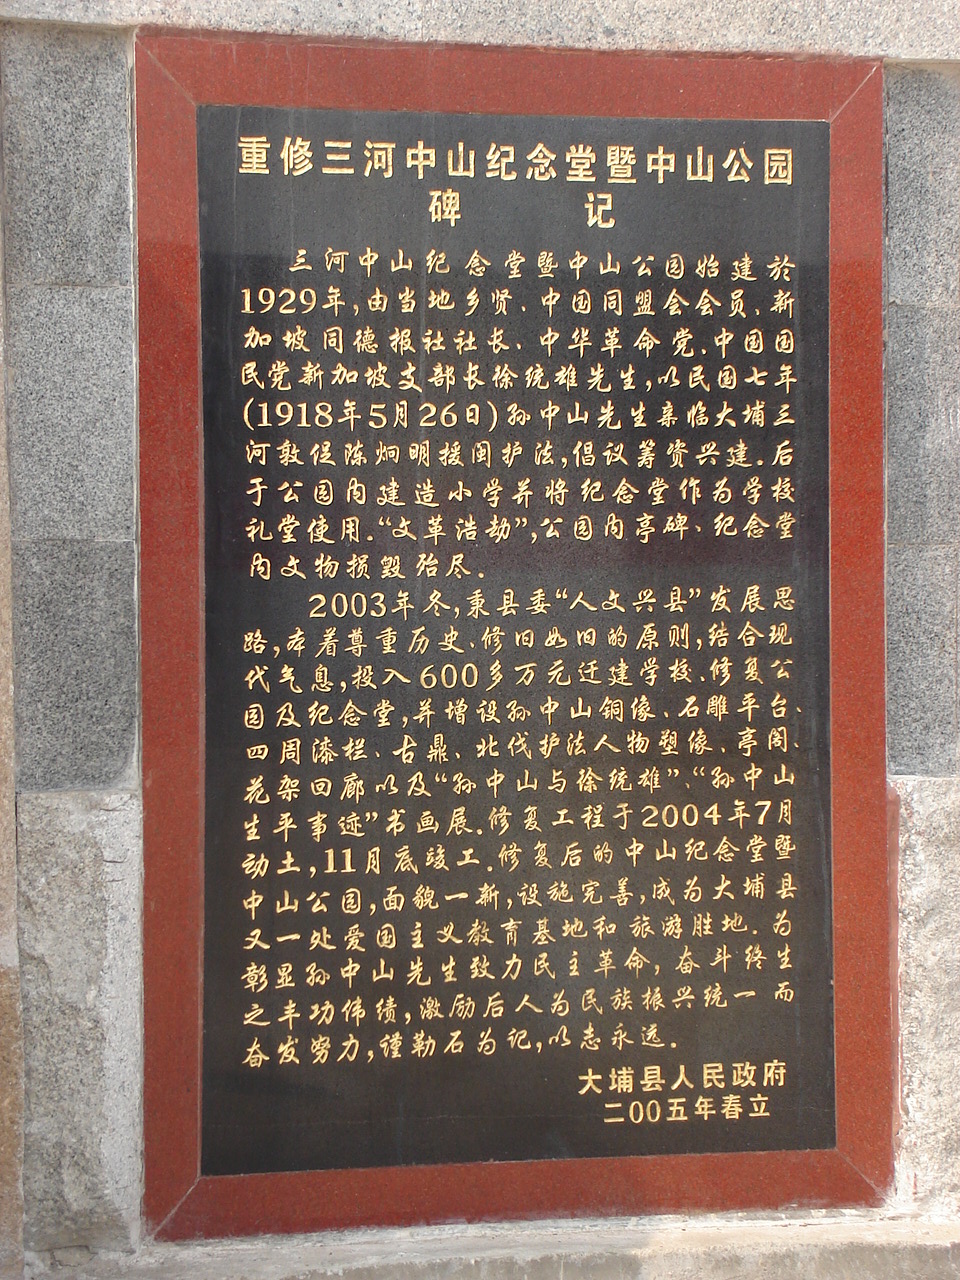 重修三河中山纪念堂暨中山公园
碑 记
三河中山纪念堂暨中山公园始建於
1929年,由当地乡贤、中国同盟会会员、新
加坡同德报社社长、中华革命党、中国国
民党新加坡支部长徐统雄先生,以民国七年
(1918年5月26日)孙中山先生亲临大埔三
河敦促陈炯明援闽护法,倡议筹资兴建.后
于公园内建造小学并将纪念堂作为学校
礼堂使用.“文革浩劫”,公园内亭碑、纪念堂
内文物损毁殆尽.
2003年冬,秉县委“人文兴县”发展思
路,本着尊重历史、修旧如旧的原则,结合现
代气息,投入600多万元迁建学校、修复公
园及纪念堂,并增设孙中山铜像、石雕平台、
四周漆栏、古鼎、北伐护法人物塑像、亭阁、
花架回廊以及“孙中山与徐统雄”、“孙中山
生平事迹”书画展.修复工程于2004年7月
动土,11月底竣工.修复后的中山纪念堂暨
中山公园,面貌一新,设施完善,成为大埔县
又一处爱国主义教育基地和旅游胜地.为
彰显孙中山先生致力民主革命,奋斗终生
之丰功伟绩,激励后人为民族振兴统一而
奋发努力,谨勒石为记,以志永远.
大埔县人民政府
二00五年春立